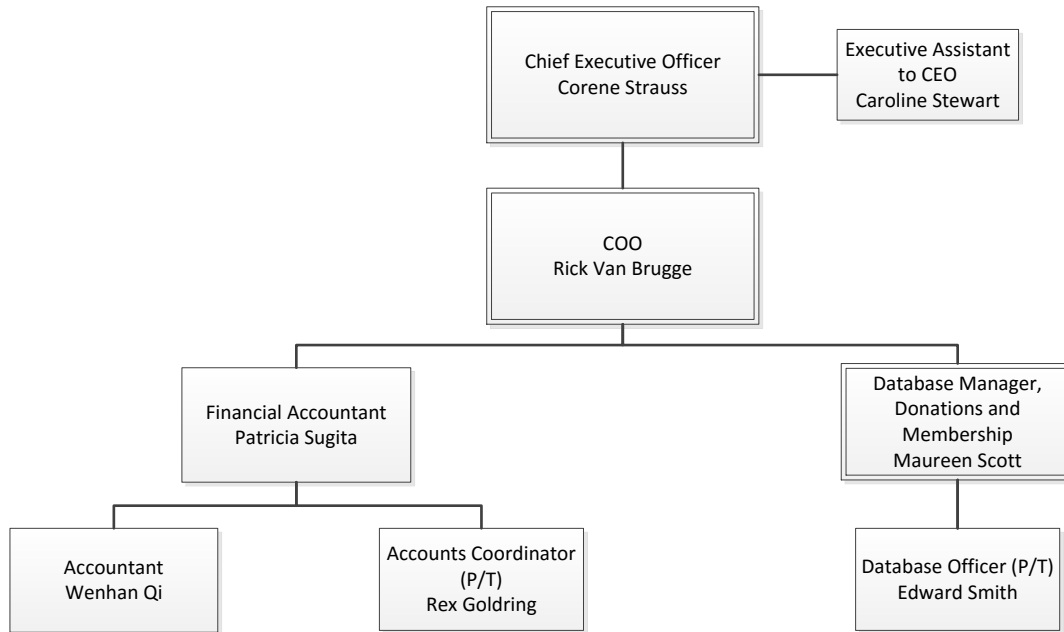 Chief Executive Officer
Corene Strauss
Executive Assistant
to CEO
Caroline Stewart
COO
Rick Van Brugge
Financial Accountant
Patricia Sugita
Database Manager,
Donations and
Membership
Maureen Scott
Accountant
Wenhan Qi
Accounts Coordinator
(P/T)
Rex Goldring
Database Officer (P/T)
Edward Smith